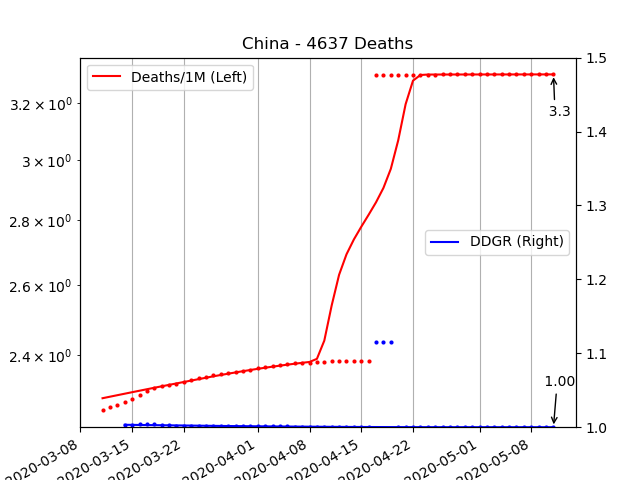 China - 4637 Deaths
Deaths/1M (Left)
1.5
3.2 × 10⁰
3.3
1.4
3 × 10⁰
1.3
2.8 × 10⁰
DDGR (Right)
2.6 × 10⁰
1.2
2.4 × 10⁰
1.1
1.00
1.0
2020-03-08
2020-03-15
2020-03-22
2020-04-01
2020-04-08
2020-04-15
2020-04-22
2020-05-01
2020-05-08